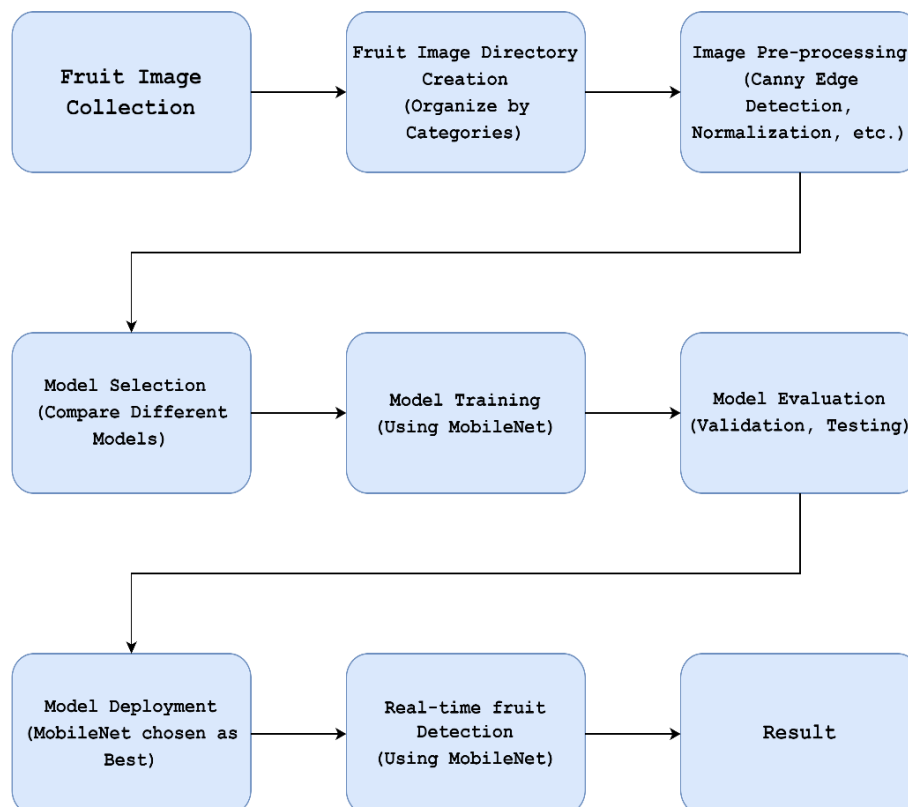 Fruit Image
Collection
Fruit Image Directory
Creation
(Organize by
Categories)
Image Pre-processing
(Canny Edge
Detection,
Normalization, etc.)
Model Selection
(Compare Different
Models)
Model Training
(Using MobileNet)
Model Evaluation
(Validation, Testing)
Model Deployment
(MobileNet chosen as
Best)
Real-time fruit
Detection
(Using MobileNet)
Result